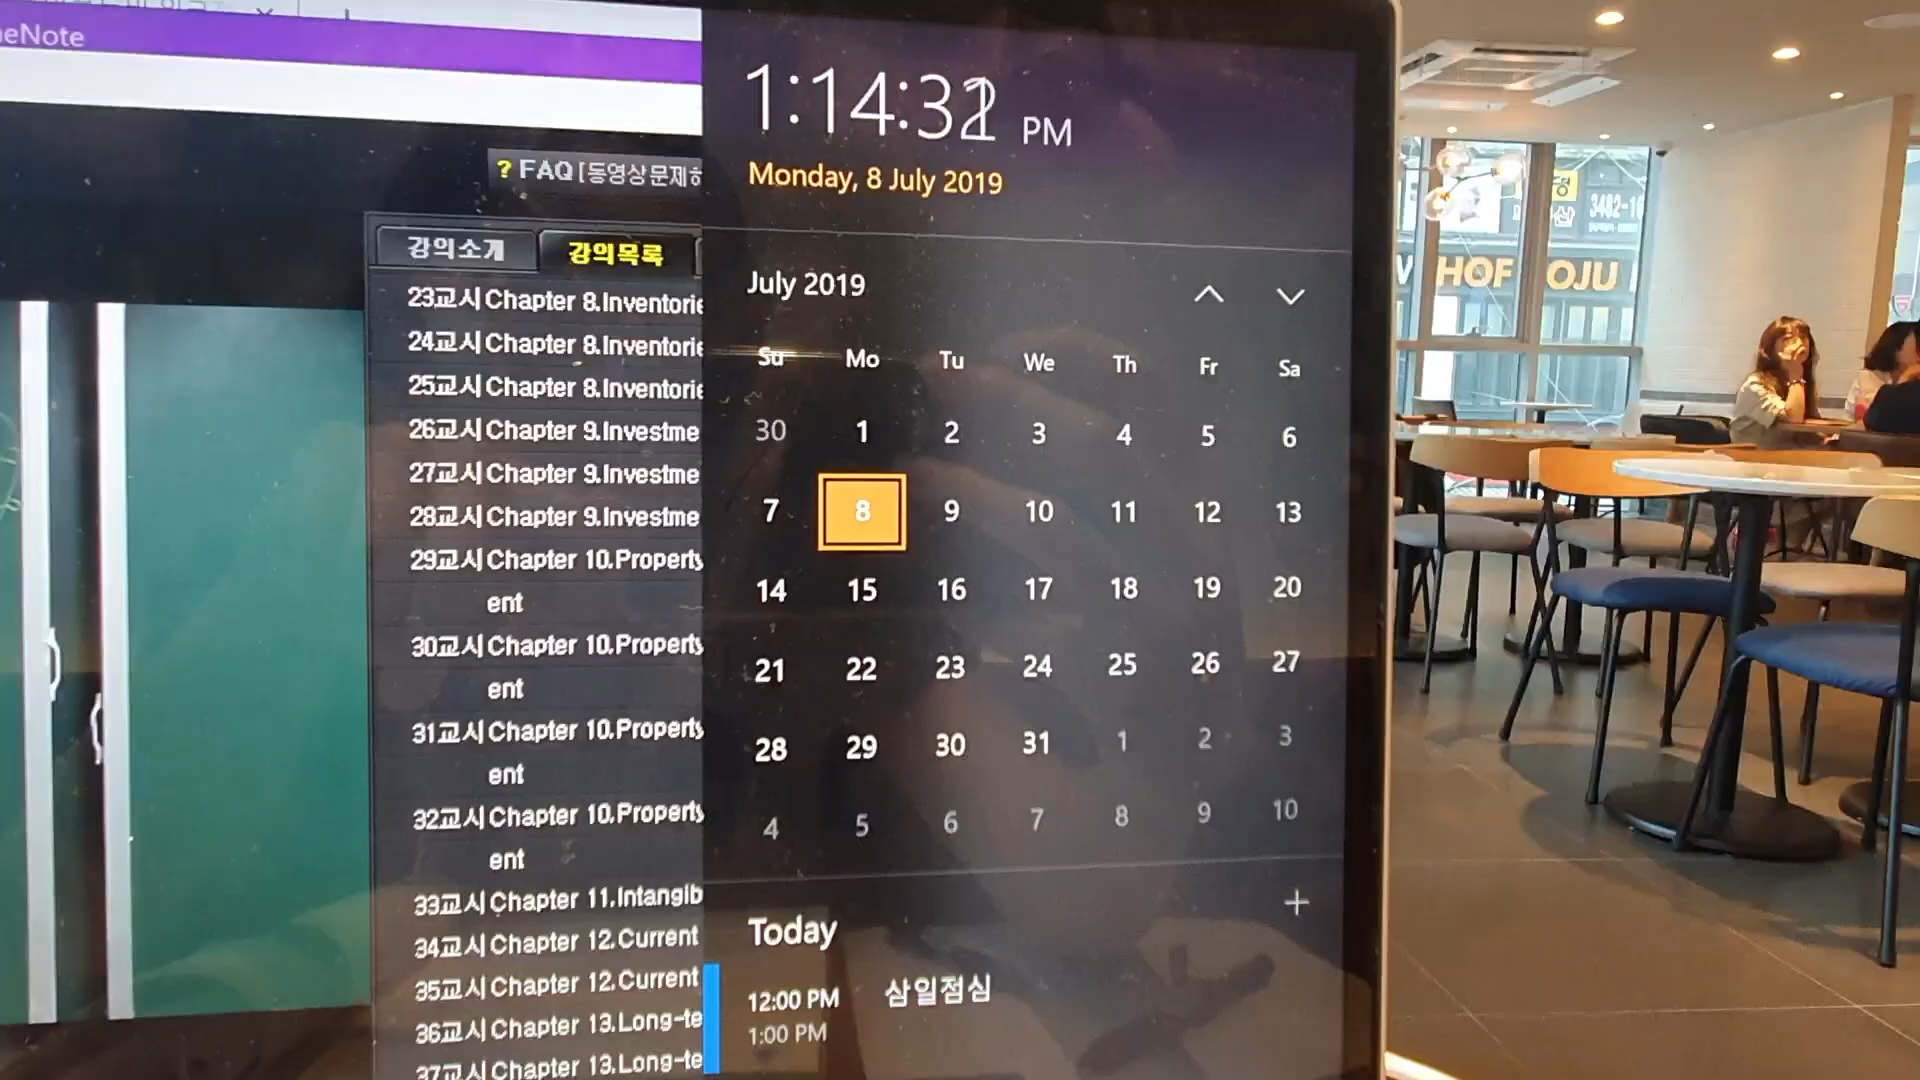 eNote
1:14:32 PM
Monday, 8 July 2019
? FAQ [동영상문제해
강의소개
강의목록
23교시 Chapter 8.Inventorie
24교시 Chapter 8.Inventorie
25교시 Chapter 8.Inventorie
26교시 Chapter 9.Investme
27교시 Chapter 9.Investme
28교시 Chapter 9.Investme
29교시 Chapter 10.Property
ent
30교시 Chapter 10.Property
ent
31교시 Chapter 10.Property
ent
32교시 Chapter 10.Property
ent
33교시 Chapter 11.Intangib
34교시 Chapter 12.Current
35교시 Chapter 12.Current
36교시 Chapter 13.Long-te
37교시 Chapter 13.Long-te
July 2019
Su Mo Tu We Th Fr Sa
30 1 2 3 4 5 6
7 8 9 10 11 12 13
14 15 16 17 18 19 20
21 22 23 24 25 26 27
28 29 30 31 1 2 3
4 5 6 7 8 9 10
Today
12:00 PM 삼일점심
1:00 PM
3482-16
HOF OJU